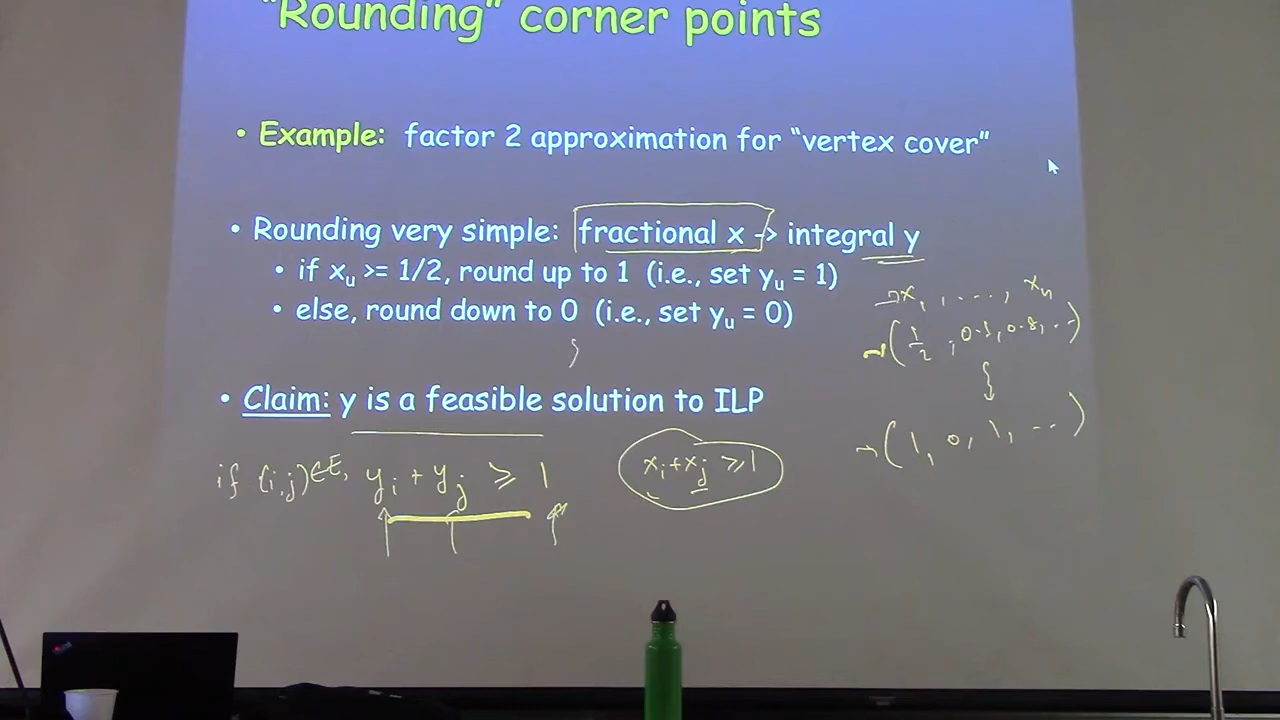 "Rounding" corner points
• Example: factor 2 approximation for "vertex cover"
• Rounding very simple: fractional x -> integral y
• if xᵤ >= 1/2, round up to 1 (i.e., set yᵤ = 1)
• else, round down to 0 (i.e., set yᵤ = 0)
→ x₁, ...., xₙ
→ (1/2, 0.1, 0.8, ..)
• Claim: y is a feasible solution to ILP
→ (1, 0, 1, ...)
if (i,j)∈E, yᵢ + yⱼ ≥ 1
xᵢ+xⱼ ≥ 1